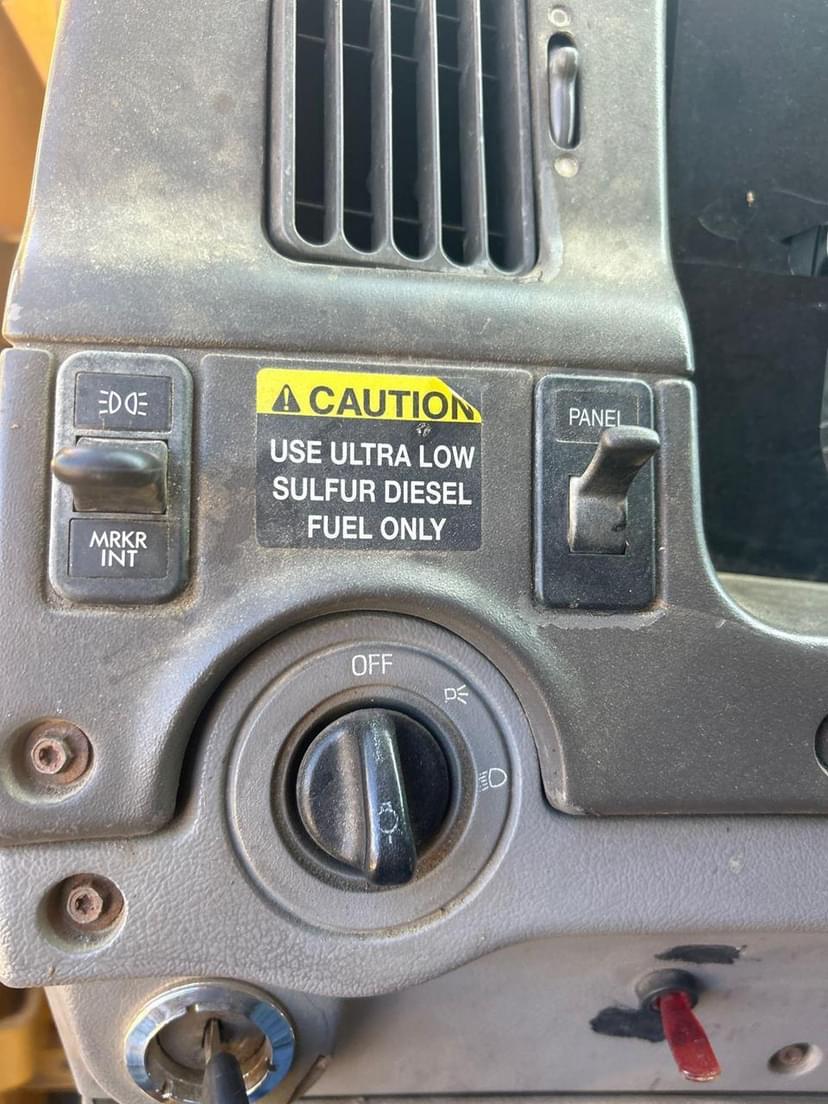 MRKR
INT
CAUTION
USE ULTRA LOW
SULFUR DIESEL
FUEL ONLY
PANEL
OFF